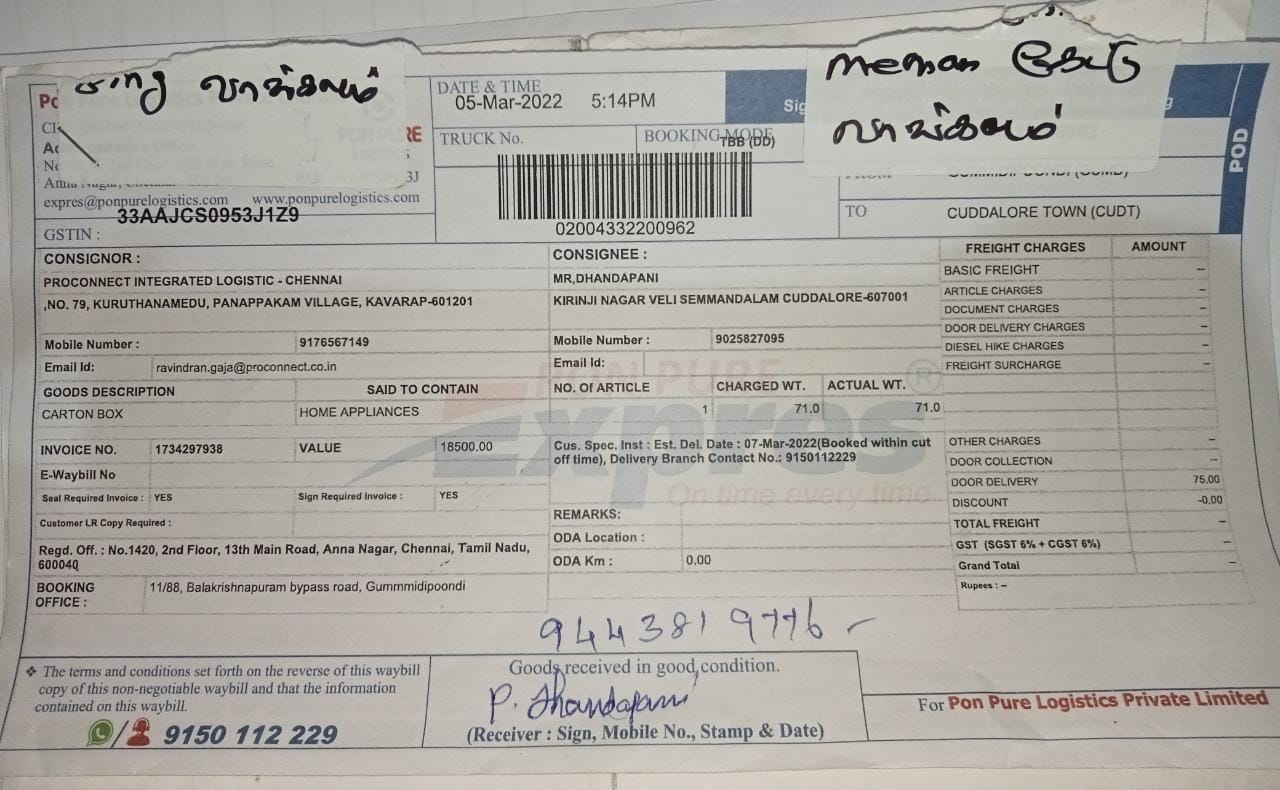 வாய்க்கால்
Memoa கேட்டு
வாய்க்கால்
Anna Nagar,
expres@ponpurelogistics.com www.ponpurelogistics.com
GSTIN : 33AAJCS0953J1Z9
DATE & TIME
05-Mar-2022 5:14PM
TRUCK No.
BOOKING MODE
TBB (DD)
02004332200962
POD
TO CUDDALORE TOWN (CUDT)
CONSIGNOR :
PROCONNECT INTEGRATED LOGISTIC - CHENNAI
,NO. 79, KURUTHANAMEDU, PANAPPAKAM VILLAGE, KAVARAP-601201
Mobile Number : 9176567149
Email Id: ravindran.gaja@proconnect.co.in
GOODS DESCRIPTION SAID TO CONTAIN
CARTON BOX HOME APPLIANCES
INVOICE NO. 1734297938 VALUE 18500.00
E-Waybill No
Seal Required Invoice : YES Sign Required Invoice : YES
Customer LR Copy Required :
Regd. Off. : No.1420, 2nd Floor, 13th Main Road, Anna Nagar, Chennai, Tamil Nadu,
600040
BOOKING OFFICE : 11/88, Balakrishnapuram bypass road, Gummmidipoondi
CONSIGNEE :
MR,DHANDAPANI
KIRINJI NAGAR VELI SEMMANDALAM CUDDALORE-607001
Mobile Number : 9025827095
Email Id:
NO. Of ARTICLE CHARGED WT. ACTUAL WT.
1 71.0 71.0
Cus. Spec. Inst : Est. Del. Date : 07-Mar-2022(Booked within cut
off time), Delivery Branch Contact No.: 9150112229
PON PURE
Expres ®
On time every time
REMARKS:
ODA Location :
ODA Km : 0.00
FREIGHT CHARGES AMOUNT
BASIC FREIGHT –
ARTICLE CHARGES –
DOCUMENT CHARGES –
DOOR DELIVERY CHARGES –
DIESEL HIKE CHARGES –
FREIGHT SURCHARGE –
OTHER CHARGES –
DOOR COLLECTION –
DOOR DELIVERY 75.00
DISCOUNT -0.00
TOTAL FREIGHT –
GST (SGST 6% + CGST 6%) –
Grand Total –
Rupees : –
9443819776
❖ The terms and conditions set forth on the reverse of this waybill
copy of this non-negotiable waybill and that the information
contained on this waybill.
9150 112 229
Goods received in good condition.
P. Dhandapani
(Receiver : Sign, Mobile No., Stamp & Date)
For Pon Pure Logistics Private Limited